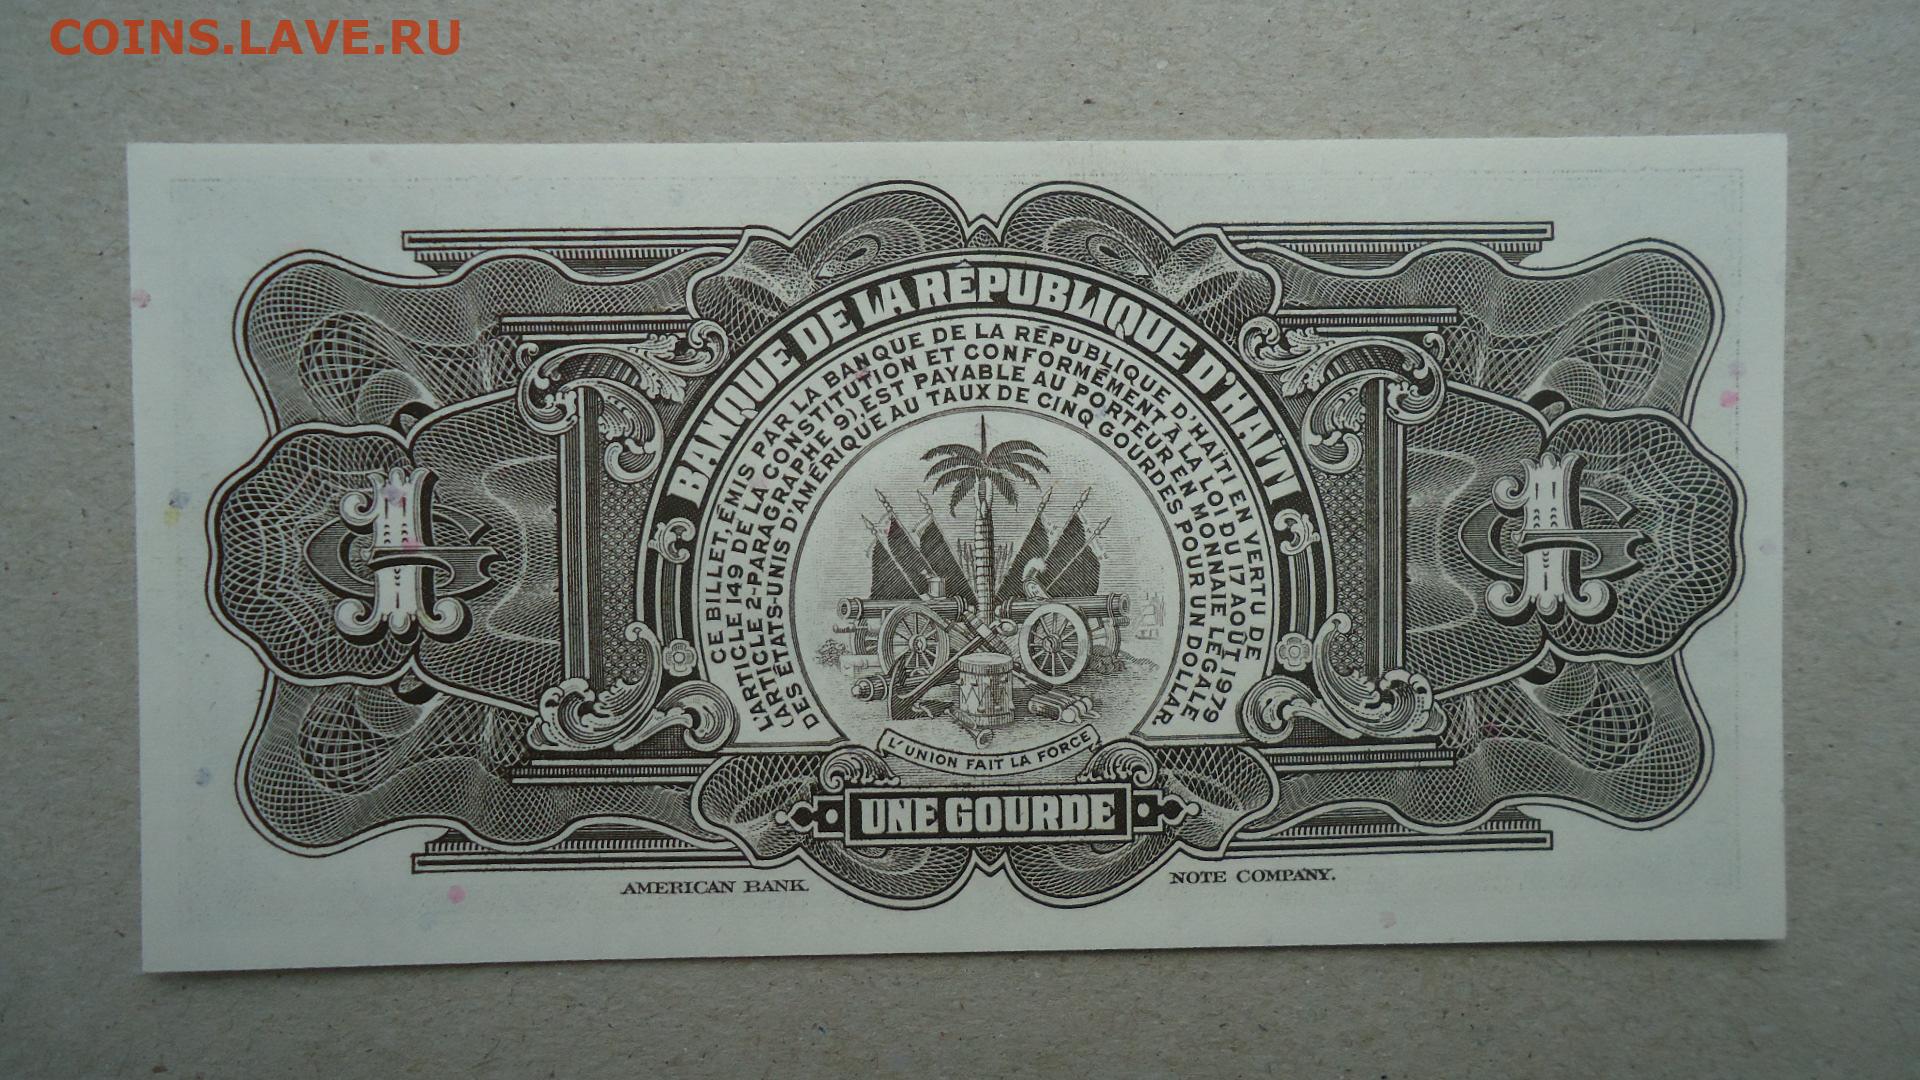 COINS.LAVE.RU
BANQUE DE LA RÉPUBLIQUE D'HAÏTI
CE BILLET, ÉMIS PAR LA BANQUE DE LA RÉPUBLIQUE D'HAÏTI EN VERTU DE
L'ARTICLE 149 DE LA CONSTITUTION ET CONFORMÉMENT À LA LOI DU 17 AOÛT 1979
(ARTICLE 2-PARAGRAPHE 9), EST PAYABLE AU PORTEUR EN MONNAIE LÉGALE
DES ÉTATS-UNIS D'AMÉRIQUE AU TAUX DE CINQ GOURDES POUR UN DOLLAR.
1 G
1 G
L'UNION FAIT LA FORCE
UNE GOURDE
AMERICAN BANK NOTE COMPANY.